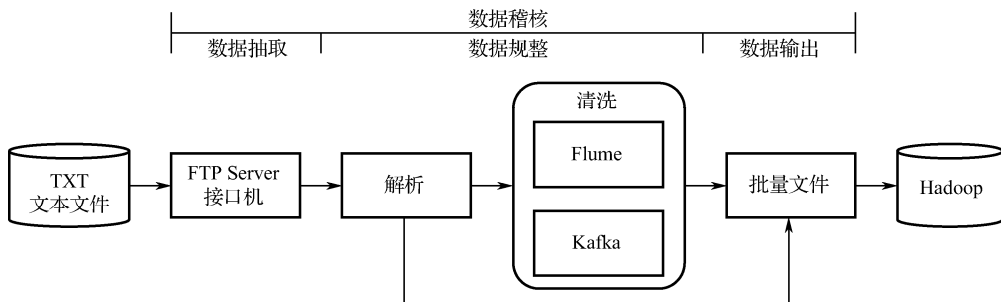 数据稽核
数据抽取
数据规整
数据输出
清洗
TXT
文本文件
FTP Server
接口机
解析
Flume
Kafka
批量文件
Hadoop